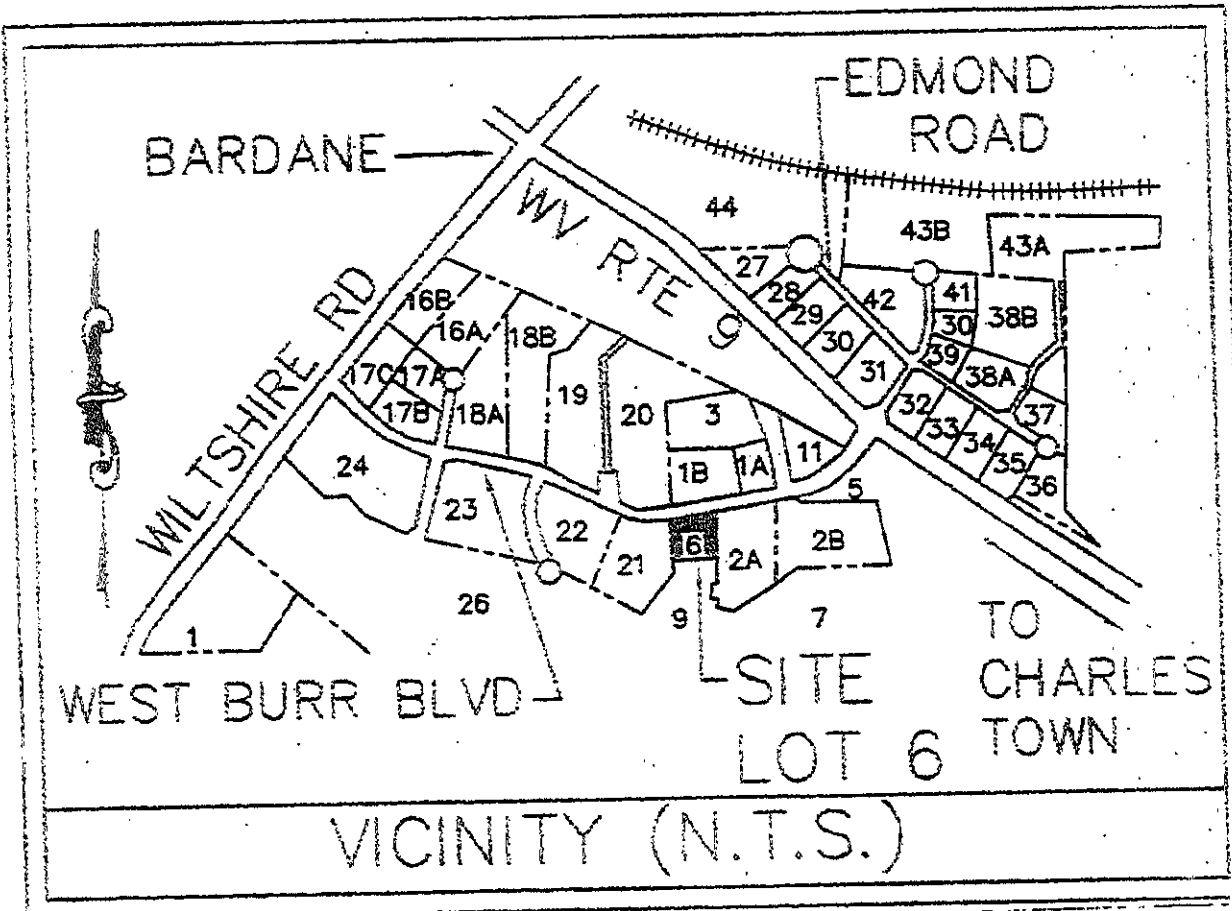 EDMOND
ROAD
BARDANE
WV RTE 9
WILTSHIRE RD
44
43B
43A
27
28
29
30
31
42
41
30
39
38B
38A
37
32
33
34
35
36
16B
16A
18B
17C
17A
17B
18A
19
20
3
1B
1A
11
5
24
23
22
21
6
2A
2B
26
9
7
1
WEST BURR BLVD
SITE
LOT 6
TO
CHARLES
TOWN
VICINITY (N.T.S.)